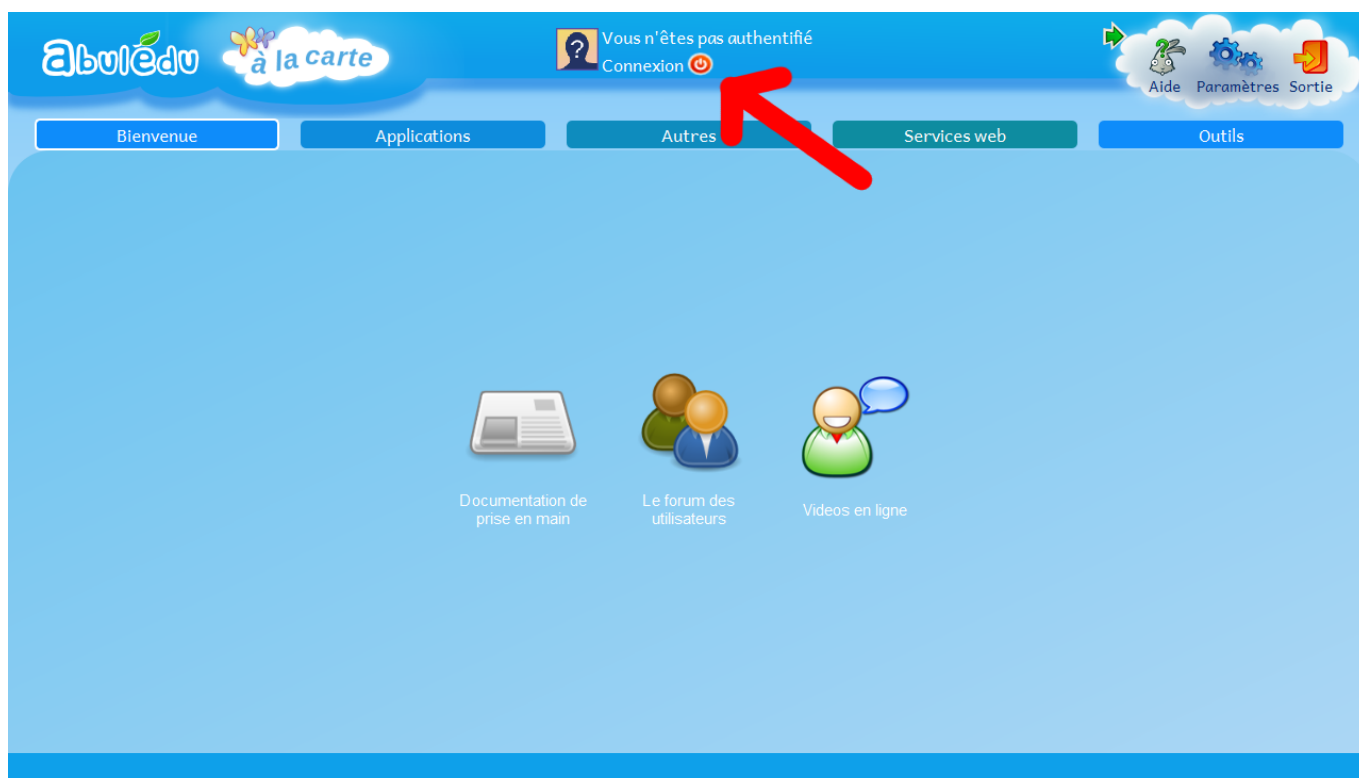 abulédu
à la carte
Vous n'êtes pas authentifié
Connexion
Aide Paramètres Sortie
Bienvenue Applications Autres Services web Outils
Documentation de
prise en main
Le forum des
utilisateurs
Videos en ligne